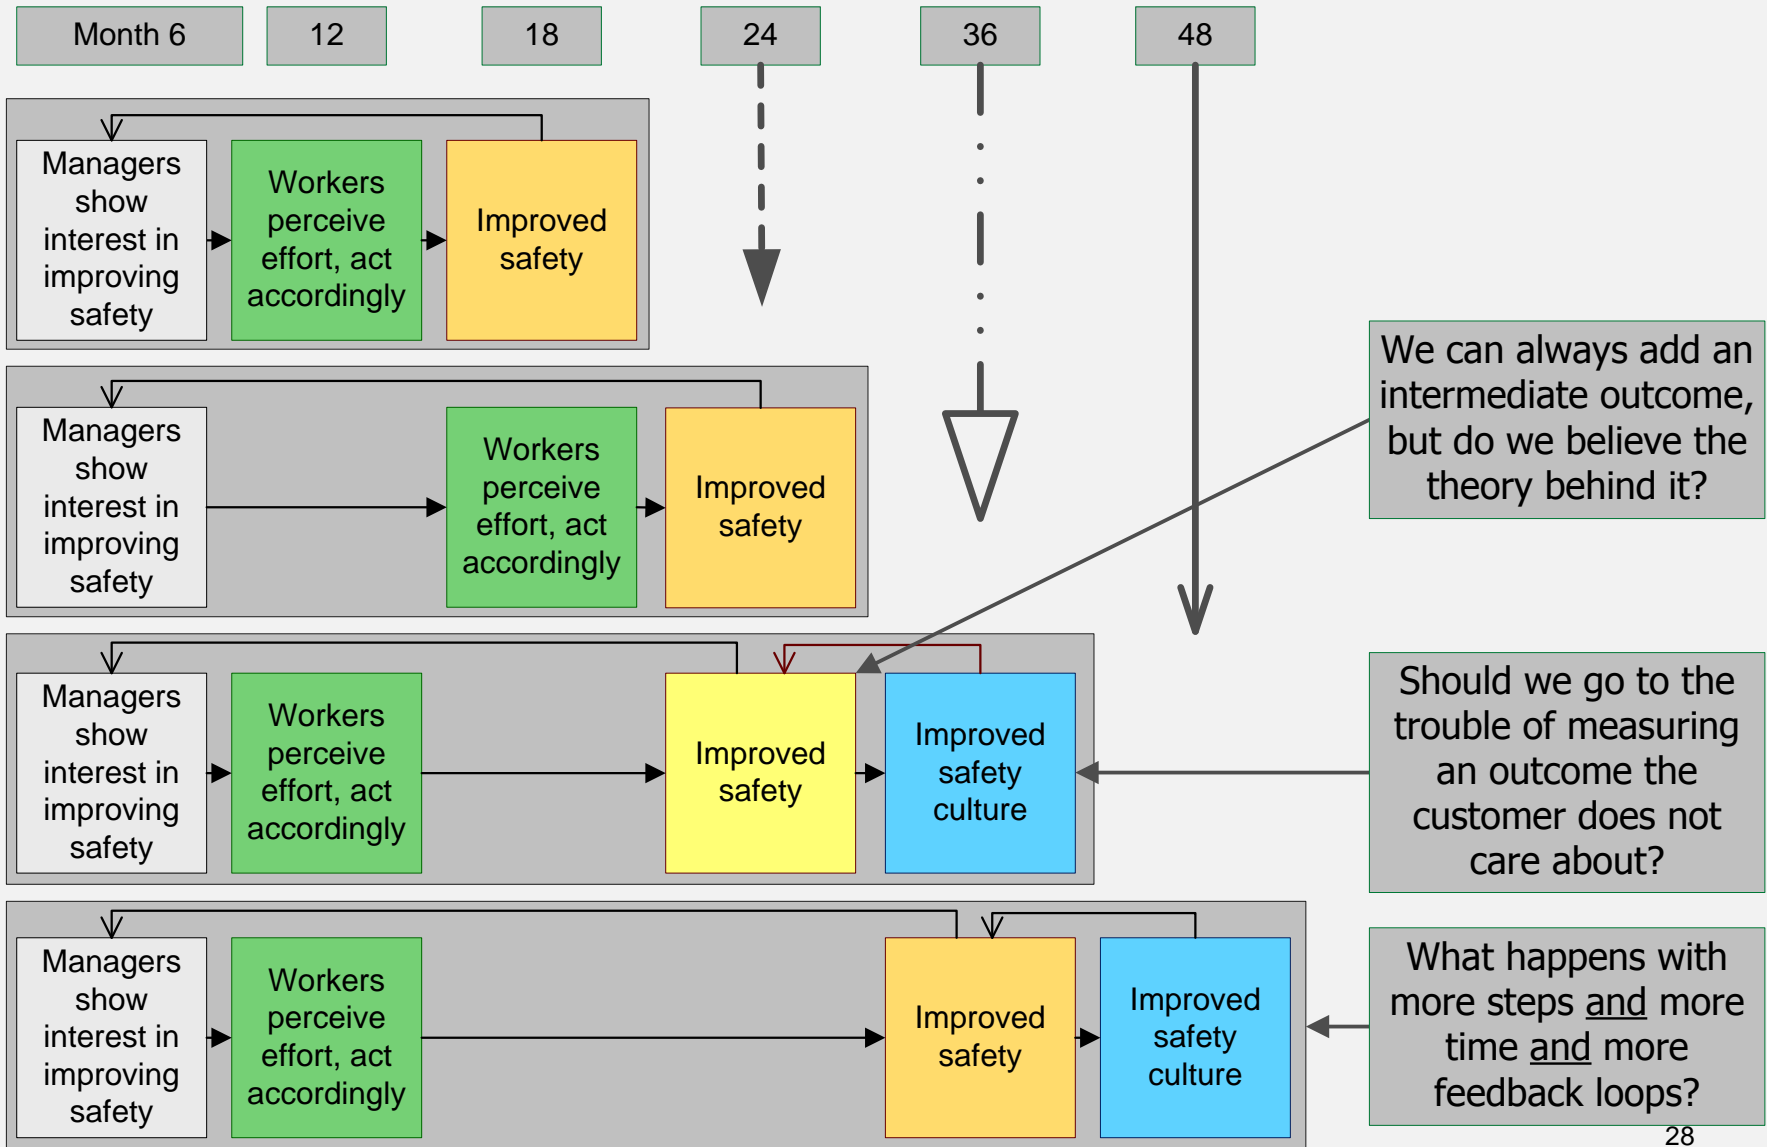 Month 6
12
18
24
36
48
Managers
show
interest in
improving
safety
Workers
perceive
effort, act
accordingly
Improved
safety
Managers
show
interest in
improving
safety
Workers
perceive
effort, act
accordingly
Improved
safety
We can always add an
intermediate outcome,
but do we believe the
theory behind it?
Managers
show
interest in
improving
safety
Workers
perceive
effort, act
accordingly
Improved
safety
Improved
safety
culture
Should we go to the
trouble of measuring
an outcome the
customer does not
care about?
Managers
show
interest in
improving
safety
Workers
perceive
effort, act
accordingly
Improved
safety
Improved
safety
culture
What happens with
more steps and more
time and more
feedback loops?
28